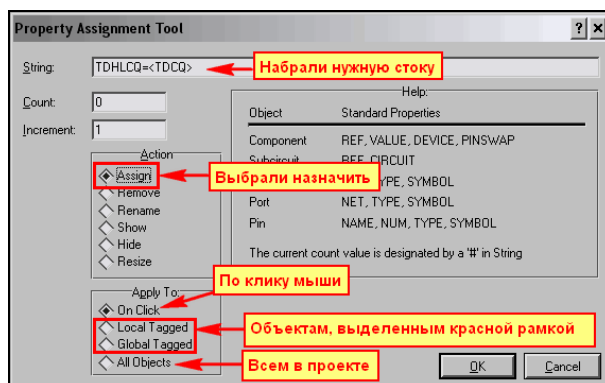 Property Assignment Tool
String: TDHLCQ=<TDCQ>
Набрали нужную стоку
Count: 0
Increment: 1
Help:
Object Standard Properties
Component REF, VALUE, DEVICE, PINSWAP
Subcircuit REF, CIRCUIT
TYPE, SYMBOL
Port NET, TYPE, SYMBOL
Pin NAME, NUM, TYPE, SYMBOL
The current count value is designated by a '#' in String
Action
Assign
Выбрали назначить
Remove
Rename
Show
Hide
Resize
По клику мыши
Apply To:
On Click
Local Tagged
Объектам, выделенным красной рамкой
Global Tagged
All Objects
Всем в проекте
OK Cancel